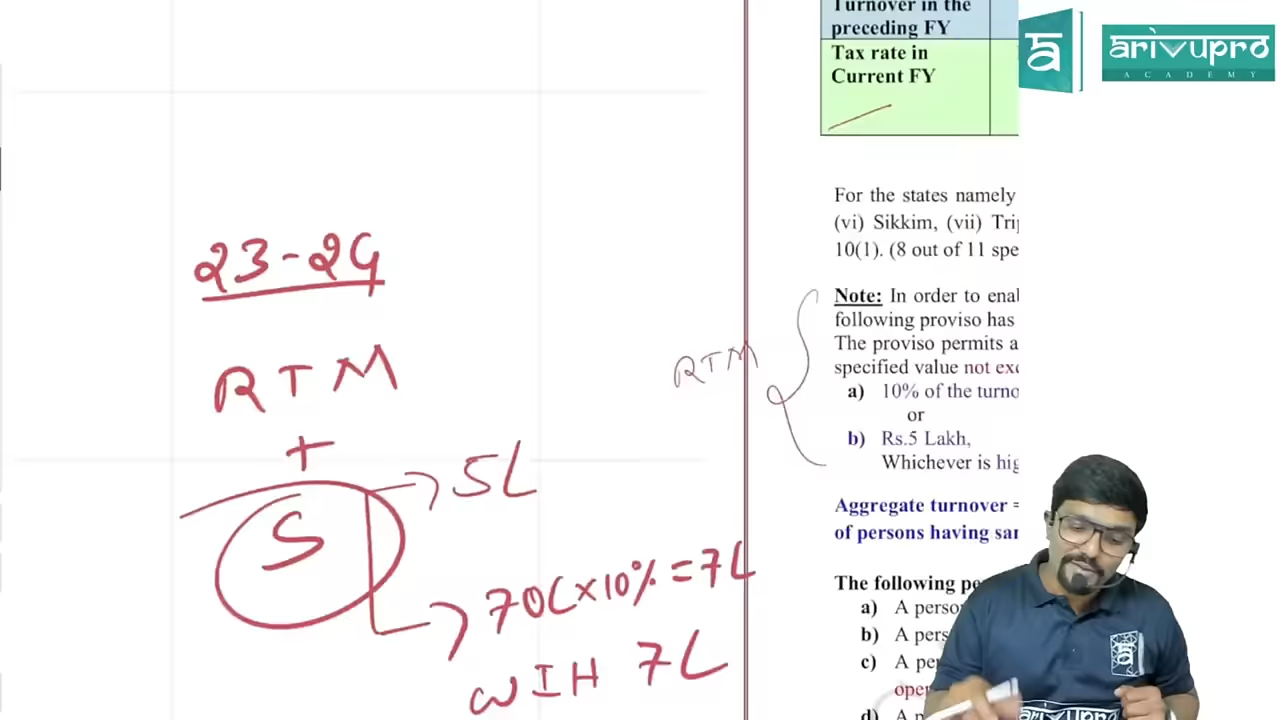 23-24
RTM
+
S
5L
70L×10%=7L
WIH 7L
RTM
Turnover in the
preceding FY
Tax rate in
Current FY
For the states namely
(vi) Sikkim, (vii) Tri
10(1). (8 out of 11 spe
Note: In order to enal
following proviso has
The proviso permits a
specified value not exc
a) 10% of the turno
or
b) Rs.5 Lakh,
Whichever is hig
Aggregate turnover =
of persons having sar
The following pe
a) A perso
b) A pers
c) A pe
oper
d) A p
arivupro
ACADEMY
arivupro